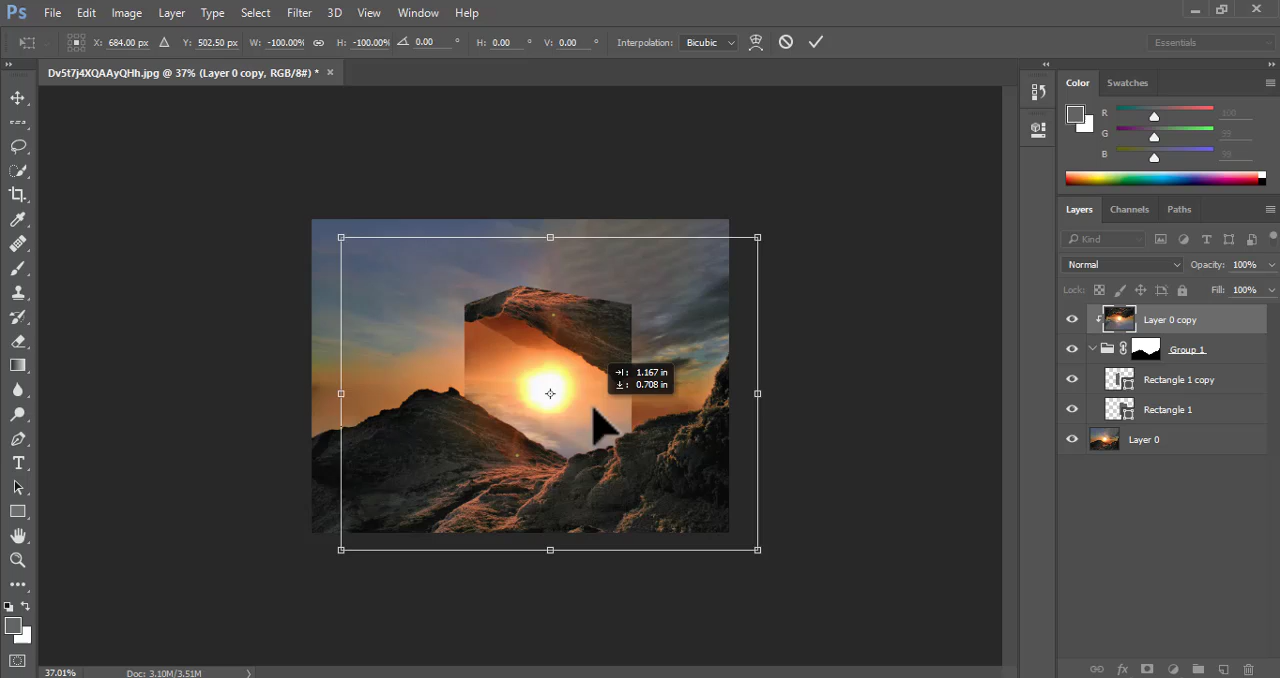 Ps File Edit Image Layer Type Select Filter 3D View Window Help
X: 684.00 px Y: 502.50 px W: -100.00% H: -100.00% 0.00 ° H: 0.00 ° V: 0.00 ° Interpolation: Bicubic Essentials
Dv5t7j4XQAAyQHh.jpg @ 37% (Layer 0 copy, RGB/8#) * ×
Color Swatches
R 100
G 99
B 99
Layers Channels Paths
Kind
Normal Opacity: 100%
Lock: Fill: 100%
Layer 0 copy
Group 1
Rectangle 1 copy
Rectangle 1
Layer 0
→|: 1.167 in
↓: 0.708 in
T
37.01% Doc: 3.10M/3.51M
fx